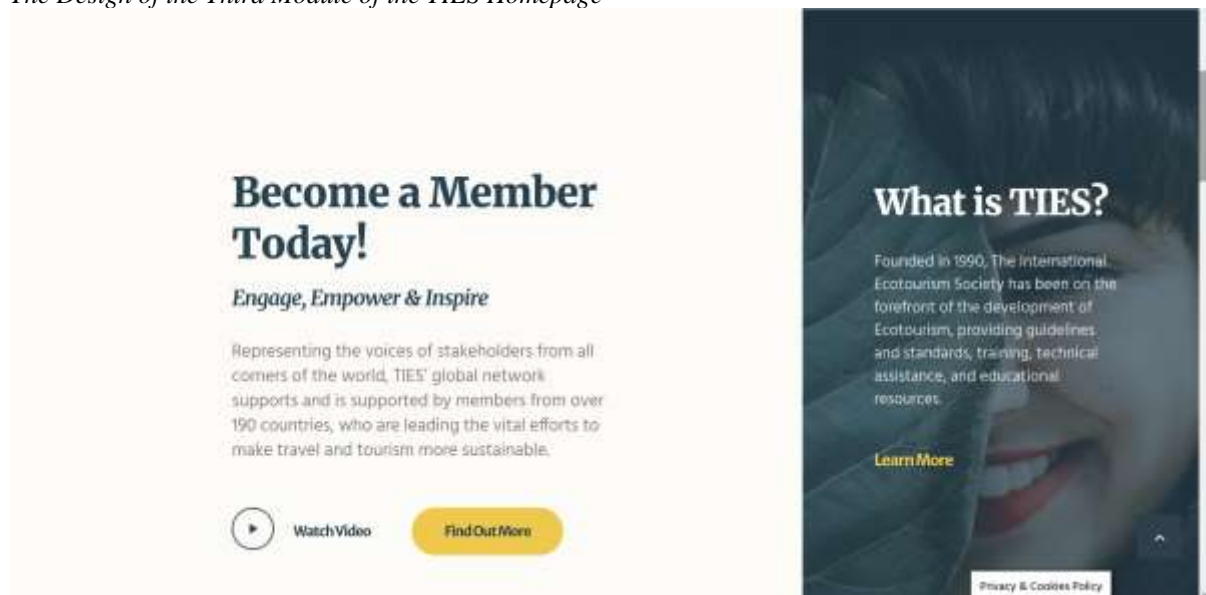 The Design of the Third Module of the TIES Homepage
Become a Member
Today!
Engage, Empower & Inspire
Representing the voices of stakeholders from all
corners of the world, TIES' global network
supports and is supported by members from over
190 countries, who are leading the vital efforts to
make travel and tourism more sustainable.
Watch Video
Find Out More
What is TIES?
Founded in 1990, The International
Ecotourism Society has been on the
forefront of the development of
Ecotourism, providing guidelines
and standards, training, technical
assistance, and educational
resources.
Learn More
Privacy & Cookies Policy